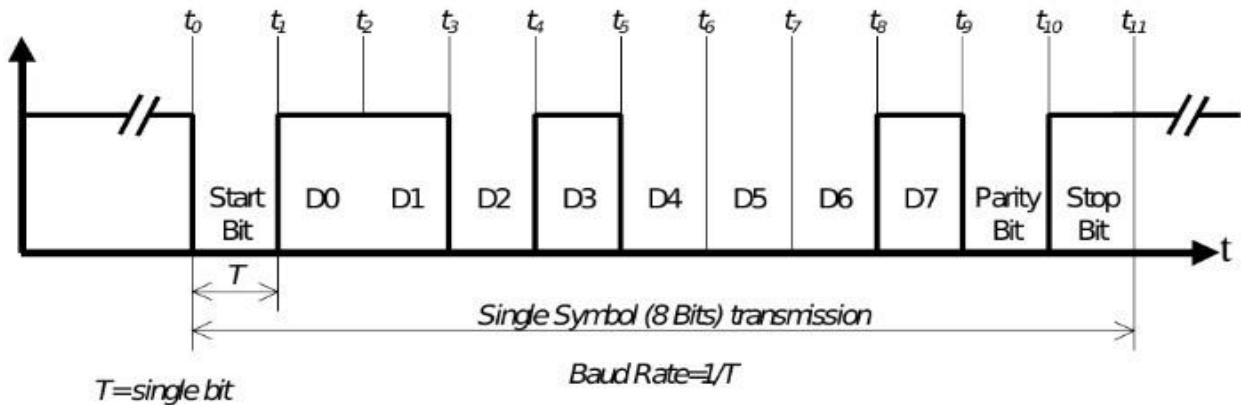 t0 t1 t2 t3 t4 t5 t6 t7 t8 t9 t10 t11
Start D0 D1 D2 D3 D4 D5 D6 D7 Parity Stop
Bit Bit Bit
t
T
Single Symbol (8 Bits) transmission
Baud Rate=1/T
T=single bit